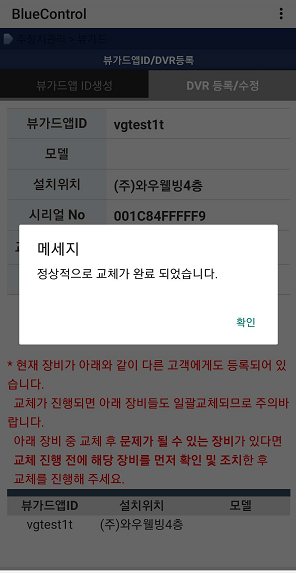 BlueControl
뷰가드앱ID/DVR등록
뷰가드앱 ID생성
DVR 등록/수정
뷰가드앱ID vgtest1t
모델
설치위치 (주)와우웰빙4층
시리얼 No 001C84FFFFF9
메세지
정상적으로 교체가 완료 되었습니다.
확인
* 현재 장비가 아래와 같이 다른 고객에게도 등록되어 있
습니다.
교체가 진행되면 아래 장비들도 일괄교체되므로 주의바
랍니다.
아래 장비 중 교체 후 문제가 될 수 있는 장비가 있다면
교체 진행 전에 해당 장비를 먼저 확인 및 조치한 후
교체를 진행해 주세요.
뷰가드앱ID 설치위치 모델
vgtest1t (주)와우웰빙4층